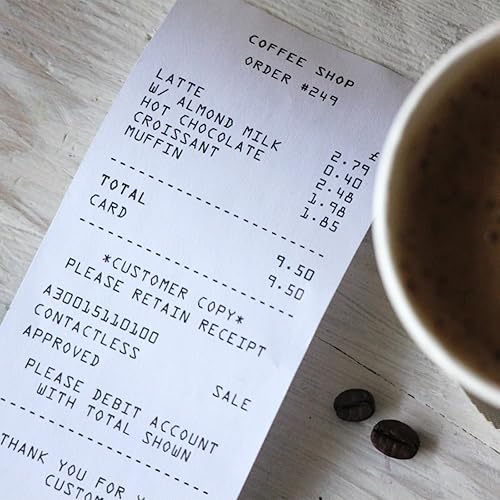 COFFEE SHOP
ORDER #249
£
LATTE 2.79
W/ ALMOND MILK 0.40
HOT CHOCOLATE 2.48
CROISSANT 1.98
MUFFIN 1.85
TOTAL 9.50
CARD 9.50
*CUSTOMER COPY*
PLEASE RETAIN RECEIPT
A30015110100
CONTACTLESS SALE
APPROVED
PLEASE DEBIT ACCOUNT
WITH TOTAL SHOWN
THANK YOU FOR Y
CUSTOM